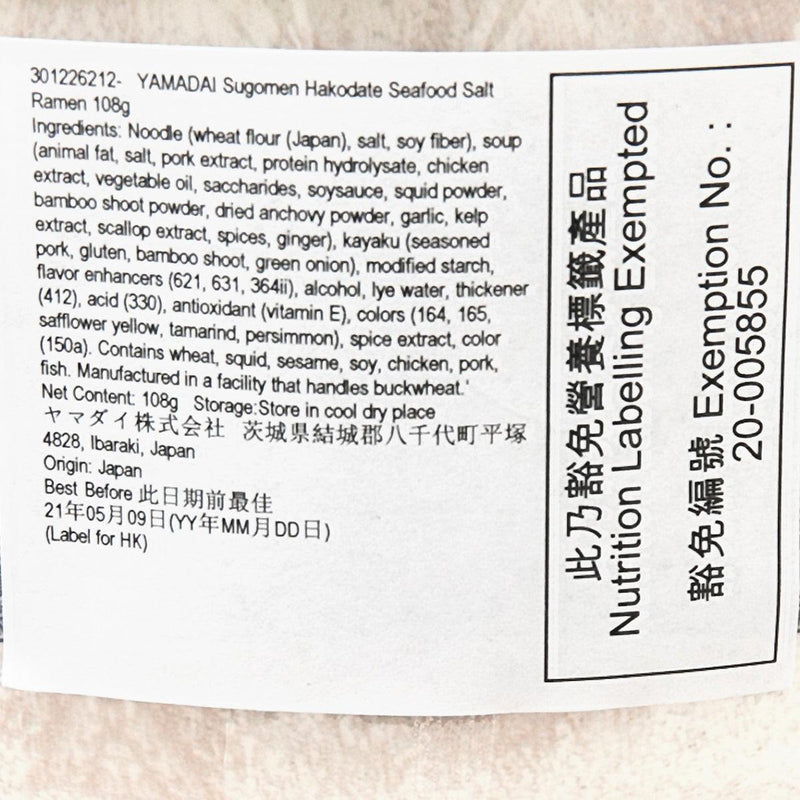 301226212- YAMADAI Sugomen Hakodate Seafood Salt
Ramen 108g
Ingredients: Noodle (wheat flour (Japan), salt, soy fiber), soup
(animal fat, salt, pork extract, protein hydrolysate, chicken
extract, vegetable oil, saccharides, soysauce, squid powder,
bamboo shoot powder, dried anchovy powder, garlic, kelp
extract, scallop extract, spices, ginger), kayaku (seasoned
pork, gluten, bamboo shoot, green onion), modified starch,
flavor enhancers (621, 631, 364ii), alcohol, lye water, thickener
(412), acid (330), antioxidant (vitamin E), colors (164, 165,
safflower yellow, tamarind, persimmon), spice extract, color
(150a). Contains wheat, squid, sesame, soy, chicken, pork,
fish. Manufactured in a facility that handles buckwheat.'
Net Content: 108g Storage:Store in cool dry place
ヤマダイ株式会社 茨城県結城郡八千代町平塚
4828, Ibaraki, Japan
Origin: Japan
Best Before 此日期前最佳
21年05月09日(YY年MM月DD日)
(Label for HK)
此乃豁免營養標籤產品
Nutrition Labelling Exempted
豁免編號 Exemption No. :
20-005855